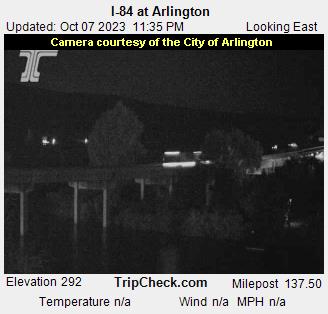 I-84 at Arlington
Updated: Oct 07 2023 11:35 PM Looking East
Camera courtesy of the City of Arlington
Elevation 292 TripCheck.com Milepost 137.50
Temperature n/a Wind n/a MPH n/a